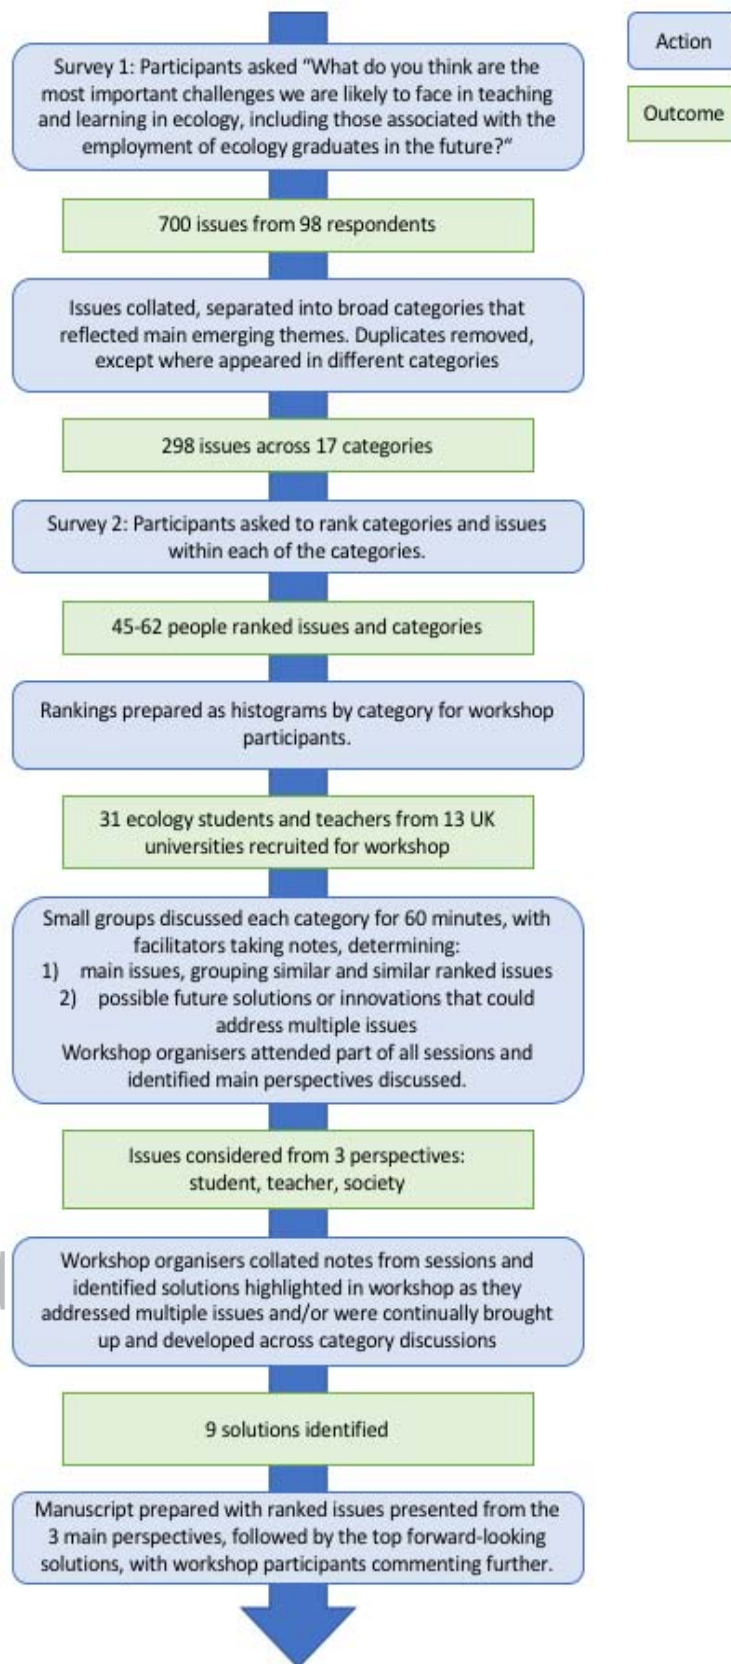 Survey 1: Participants asked “What do you think are the
most important challenges we are likely to face in teaching
and learning in ecology, including those associated with the
employment of ecology graduates in the future?“
Action
Outcome
700 issues from 98 respondents
Issues collated, separated into broad categories that
reflected main emerging themes. Duplicates removed,
except where appeared in different categories
298 issues across 17 categories
Survey 2: Participants asked to rank categories and issues
within each of the categories.
45-62 people ranked issues and categories
Rankings prepared as histograms by category for workshop
participants.
31 ecology students and teachers from 13 UK
universities recruited for workshop
Small groups discussed each category for 60 minutes, with
facilitators taking notes, determining:
1) main issues, grouping similar and similar ranked issues
2) possible future solutions or innovations that could
address multiple issues
Workshop organisers attended part of all sessions and
identified main perspectives discussed.
Issues considered from 3 perspectives:
student, teacher, society
Workshop organisers collated notes from sessions and
identified solutions highlighted in workshop as they
addressed multiple issues and/or were continually brought
up and developed across category discussions
9 solutions identified
Manuscript prepared with ranked issues presented from the
3 main perspectives, followed by the top forward-looking
solutions, with workshop participants commenting further.